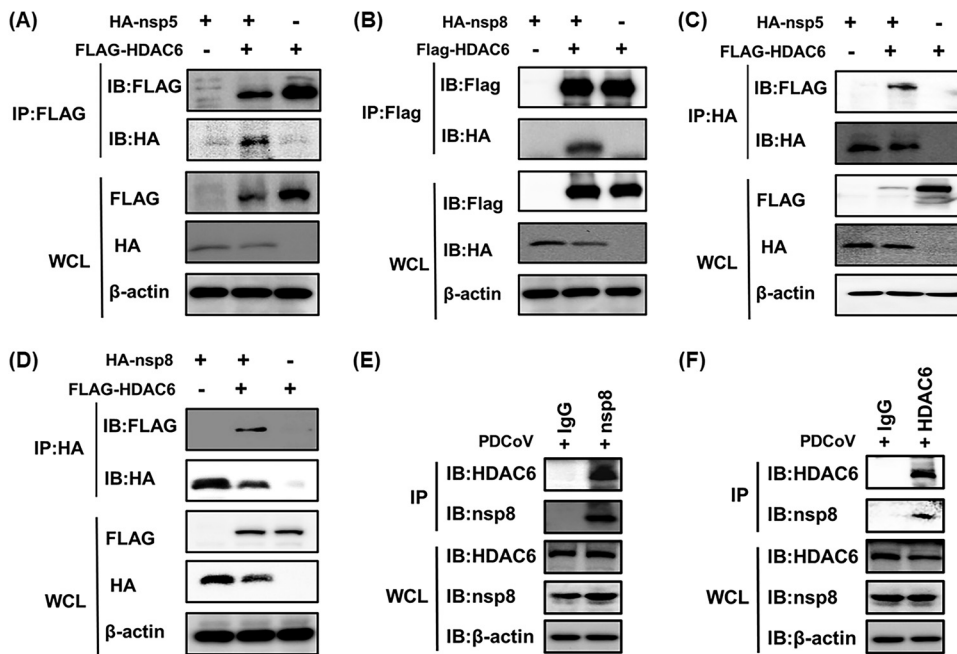 (A)
HA-nsp5 + + -
FLAG-HDAC6 - + +
IP:FLAG
IB:FLAG
IB:HA
WCL
FLAG
HA
β-actin
(B)
HA-nsp8 + + -
Flag-HDAC6 - + +
IP:Flag
IB:Flag
IB:HA
WCL
IB:Flag
IB:HA
β-actin
(C)
HA-nsp5 + + -
FLAG-HDAC6 - + +
IP:HA
IB:FLAG
IB:HA
WCL
FLAG
HA
β-actin
(D)
HA-nsp8 + + -
FLAG-HDAC6 - + +
IP:HA
IB:FLAG
IB:HA
WCL
FLAG
HA
β-actin
(E)
IgG nsp8
PDCoV + +
IP
IB:HDAC6
IB:nsp8
WCL
IB:HDAC6
IB:nsp8
IB:β-actin
(F)
IgG HDAC6
PDCoV + +
IP
IB:HDAC6
IB:nsp8
WCL
IB:HDAC6
IB:nsp8
IB:β-actin